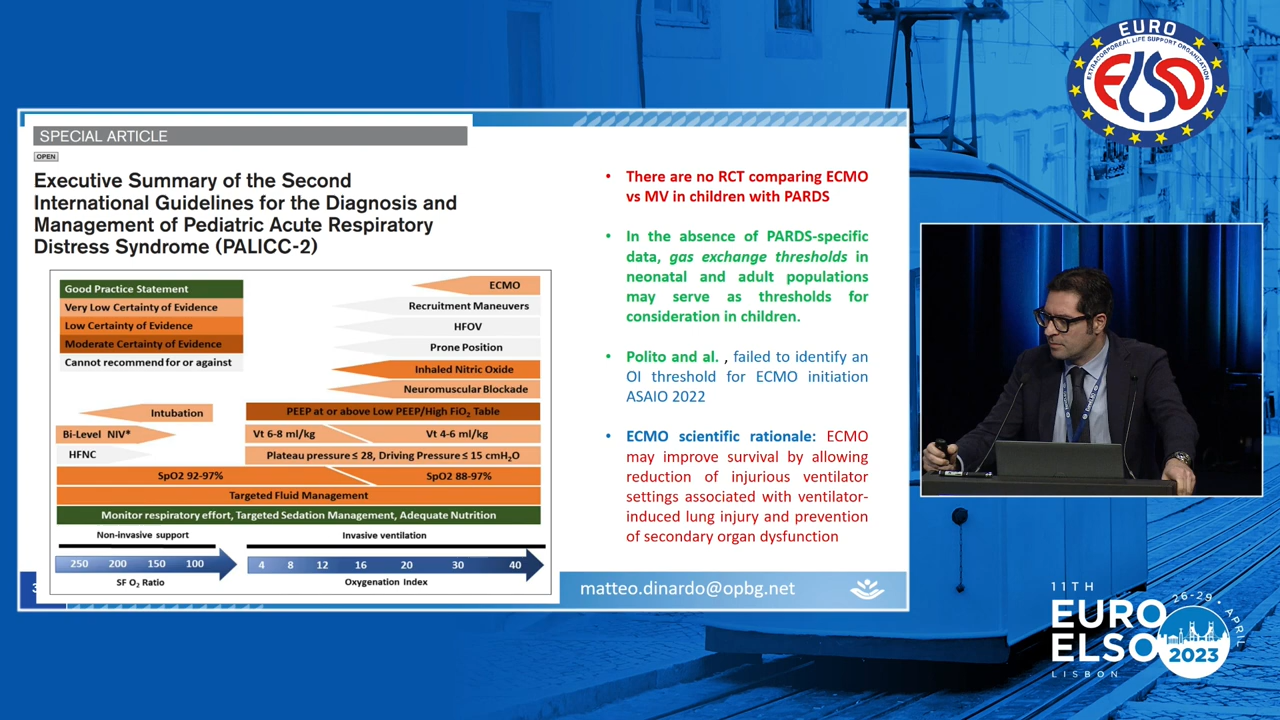 EURO
EXTRACORPOREAL LIFE SUPPORT ORGANIZATION
ELSO
SPECIAL ARTICLE
OPEN
Executive Summary of the Second
International Guidelines for the Diagnosis and
Management of Pediatric Acute Respiratory
Distress Syndrome (PALICC-2)
Good Practice Statement
Very Low Certainty of Evidence
Low Certainty of Evidence
Moderate Certainty of Evidence
Cannot recommend for or against
ECMO
Recruitment Maneuvers
HFOV
Prone Position
Inhaled Nitric Oxide
Neuromuscular Blockade
Intubation
PEEP at or above Low PEEP/High FiO₂ Table
Bi-Level NIV*
Vt 6-8 ml/kg
Vt 4-6 ml/kg
HFNC
Plateau pressure ≤ 28, Driving Pressure ≤ 15 cmH₂O
SpO2 92-97%
SpO2 88-97%
Targeted Fluid Management
Monitor respiratory effort, Targeted Sedation Management, Adequate Nutrition
Non-invasive support
Invasive ventilation
250 200 150 100
4 8 12 16 20 30 40
SF O₂ Ratio
Oxygenation Index
• There are no RCT comparing ECMO
vs MV in children with PARDS
• In the absence of PARDS-specific
data, gas exchange thresholds in
neonatal and adult populations
may serve as thresholds for
consideration in children.
• Polito and al. , failed to identify an
OI threshold for ECMO initiation
ASAIO 2022
• ECMO scientific rationale: ECMO
may improve survival by allowing
reduction of injurious ventilator
settings associated with ventilator-
induced lung injury and prevention
of secondary organ dysfunction
matteo.dinardo@opbg.net
11TH
EURO
ELSO
2023
LISBON
26-29 • APRIL